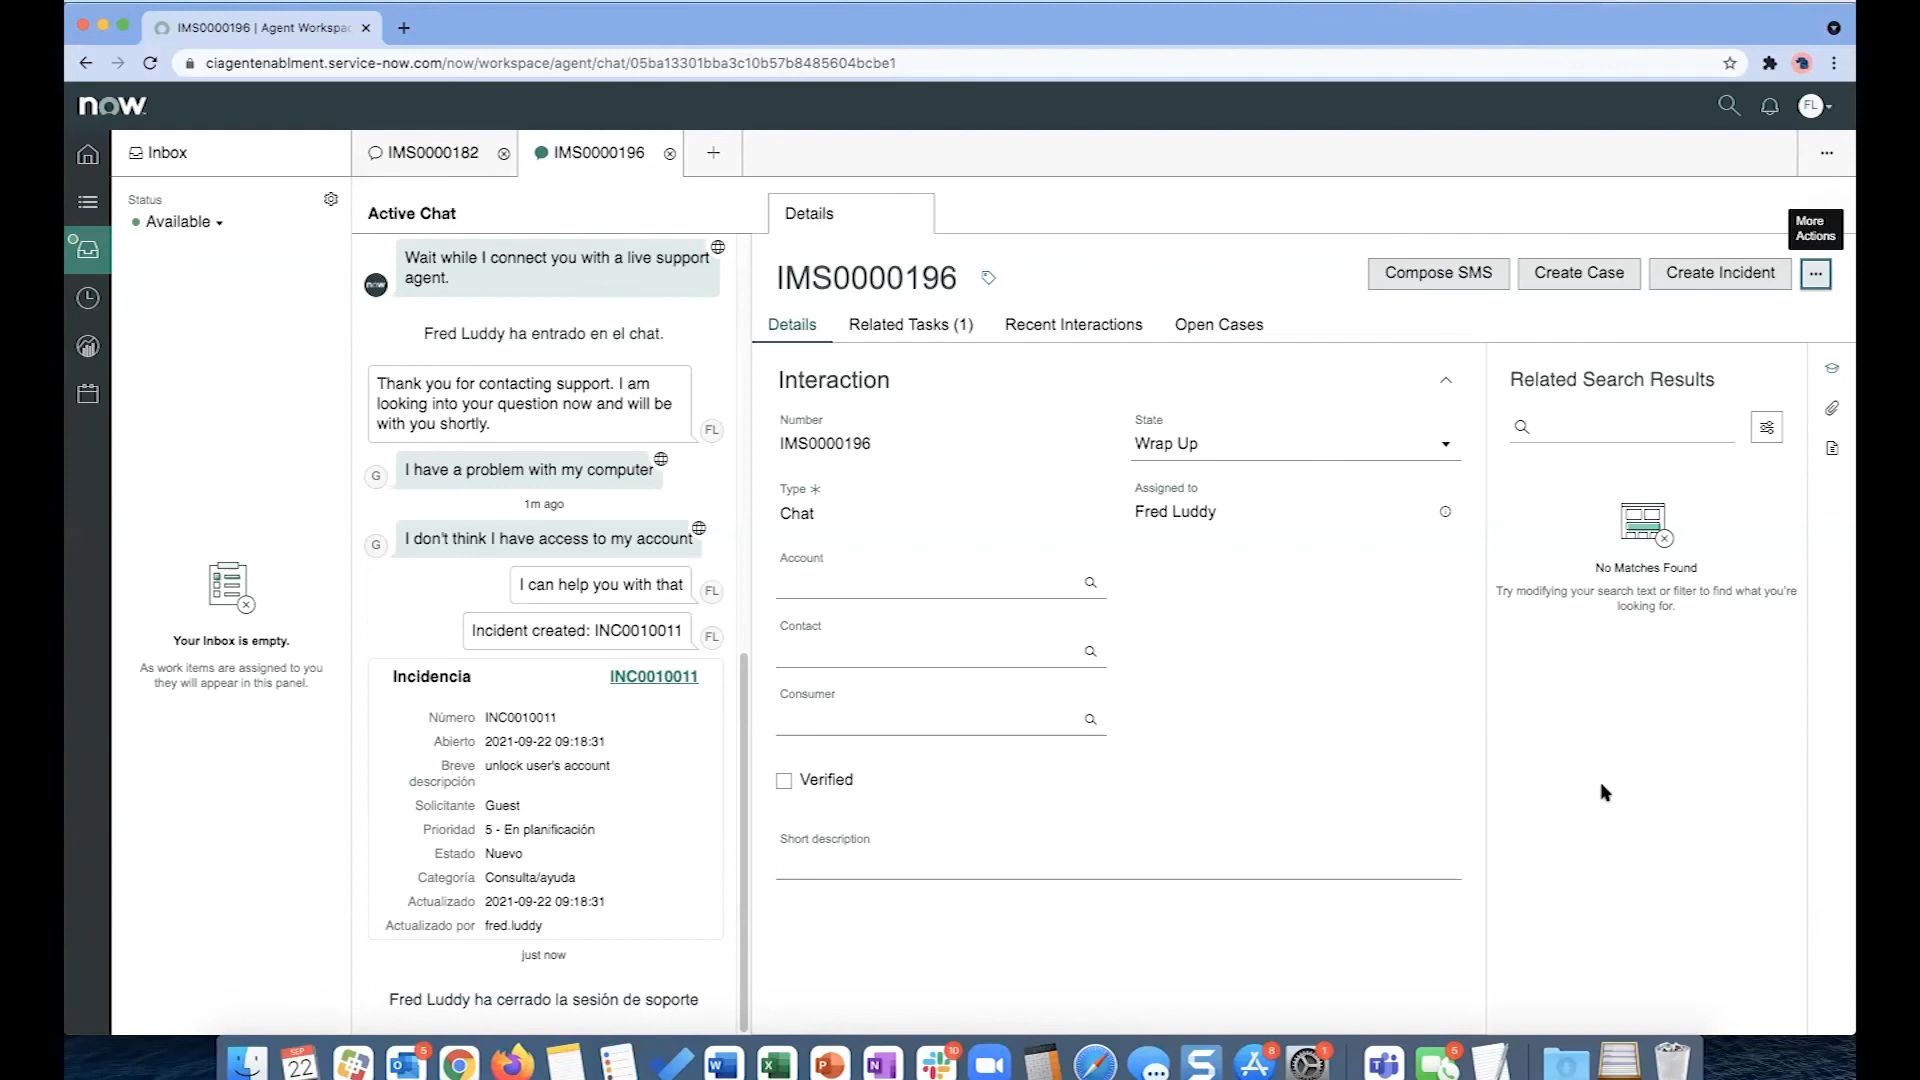 IMS0000196 | Agent Workspac
ciagentenablment.service-now.com/now/workspace/agent/chat/05ba13301bba3c10b57b8485604bcbe1
now
FL
Inbox
IMS0000182
IMS0000196
Status
Available
Your Inbox is empty.
As work items are assigned to you
they will appear in this panel.
Active Chat
Wait while I connect you with a live support
agent.
now
Fred Luddy ha entrado en el chat.
Thank you for contacting support. I am
looking into your question now and will be
with you shortly.
FL
I have a problem with my computer
G
1m ago
I don't think I have access to my account
G
I can help you with that
FL
Incident created: INC0010011
FL
Incidencia INC0010011
Número INC0010011
Abierto 2021-09-22 09:18:31
Breve unlock user's account
descripción
Solicitante Guest
Prioridad 5 - En planificación
Estado Nuevo
Categoría Consulta/ayuda
Actualizado 2021-09-22 09:18:31
Actualizado por fred.luddy
just now
Fred Luddy ha cerrado la sesión de soporte
Details
More
Actions
IMS0000196
Compose SMS
Create Case
Create Incident
Details
Related Tasks (1)
Recent Interactions
Open Cases
Interaction
Number
IMS0000196
State
Wrap Up
Type
Chat
Assigned to
Fred Luddy
Account
Contact
Consumer
Verified
Short description
Related Search Results
No Matches Found
Try modifying your search text or filter to find what you're
looking for.
SEP
22
5
10
8
1
5